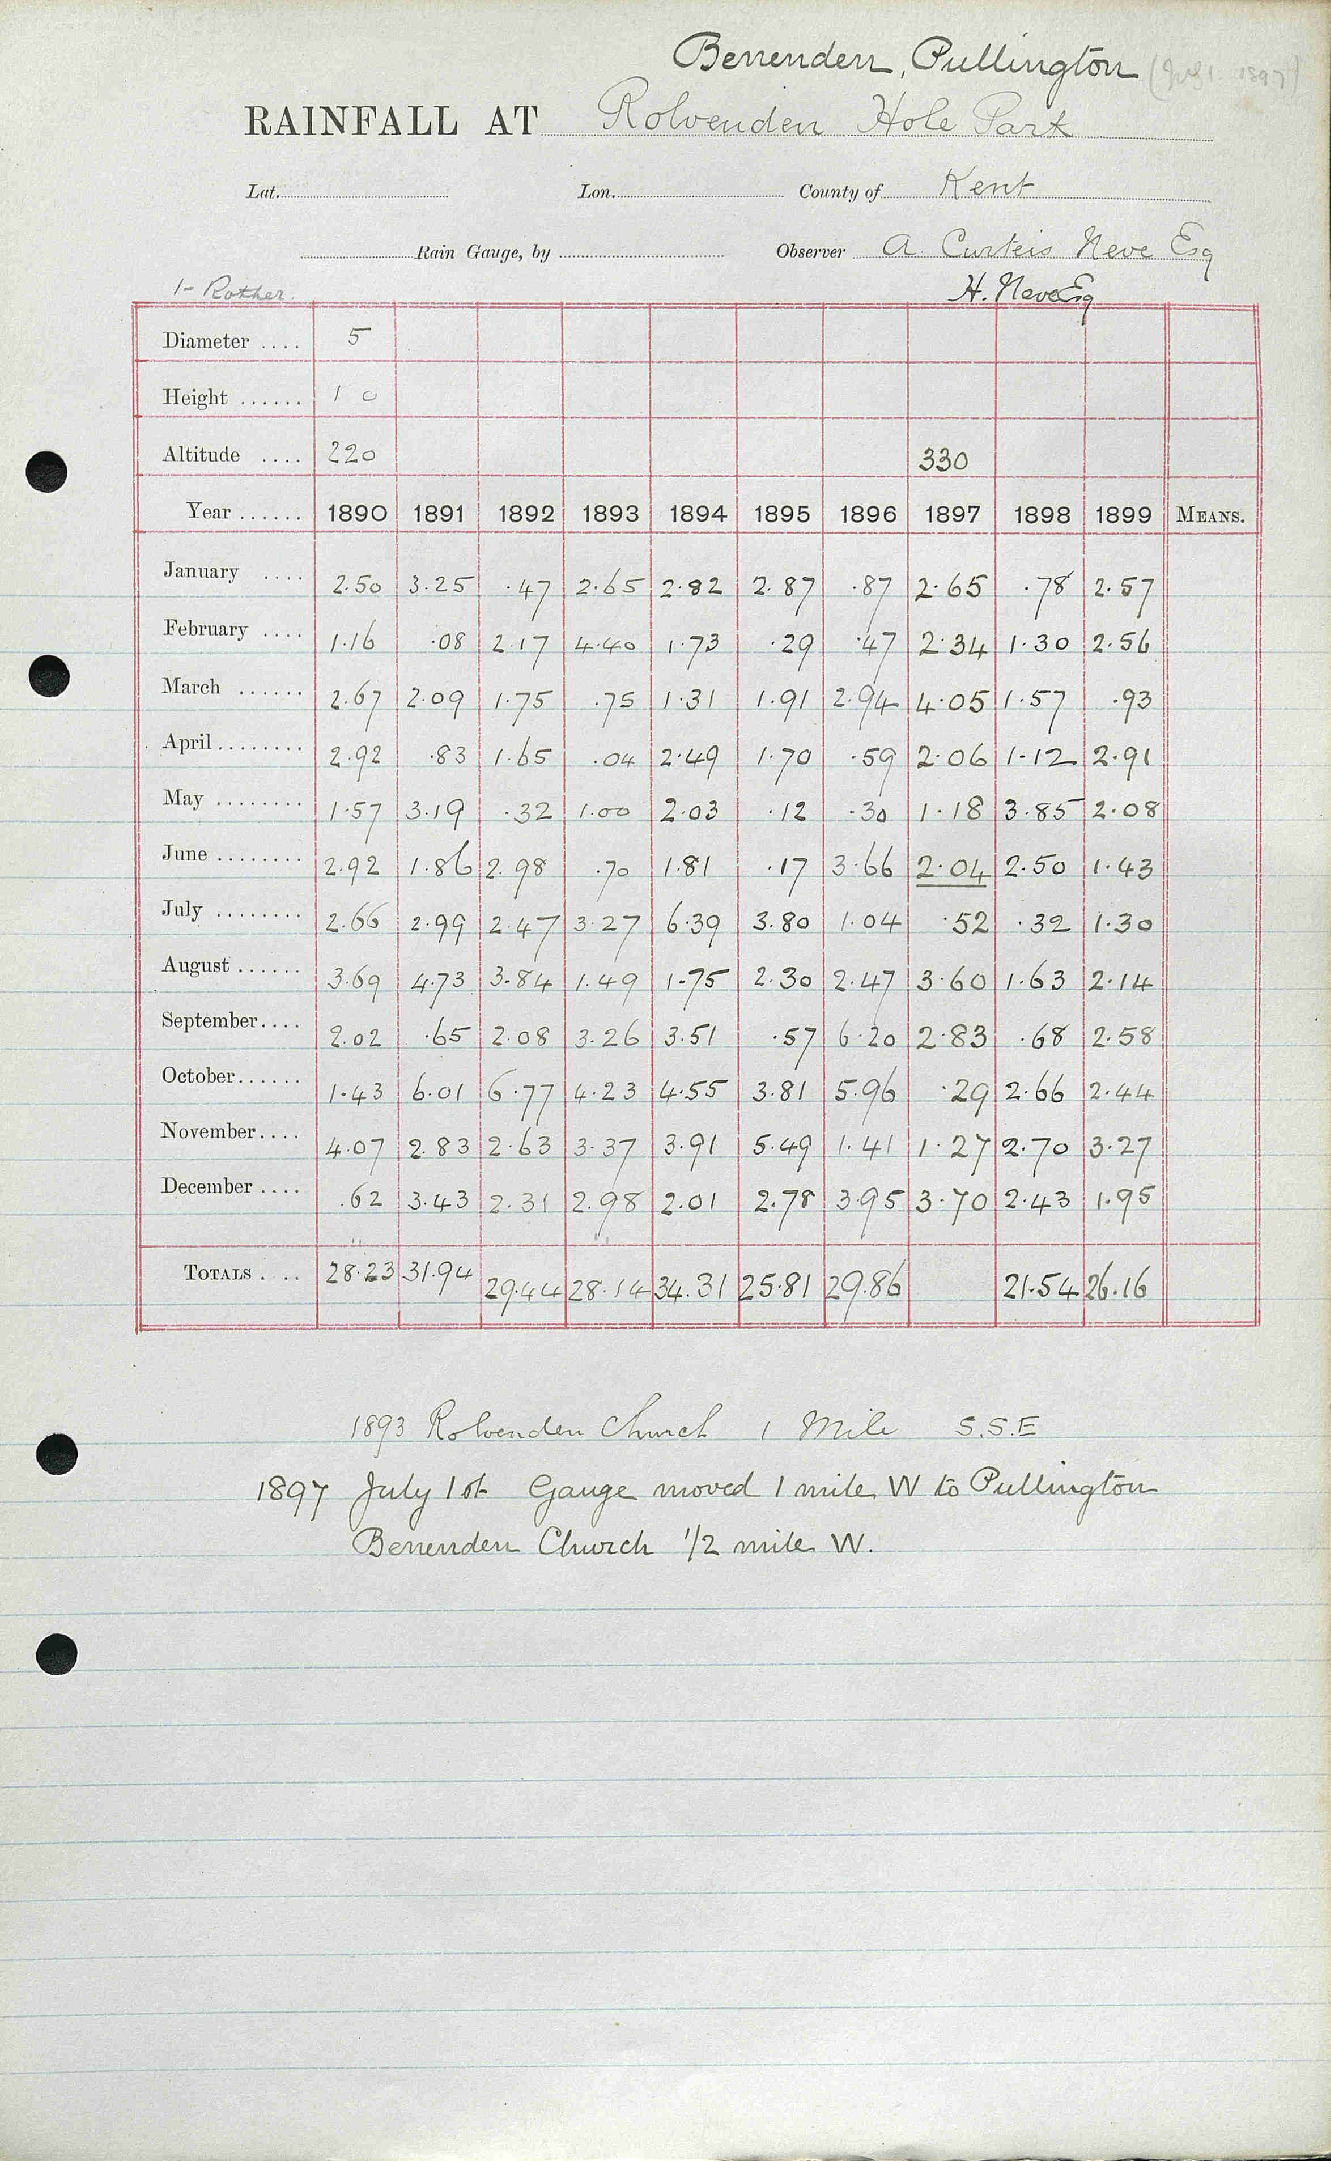 Benenden, Pullington (July 1. 1897)
RAINFALL AT Rolvenden Hole Park
Lat. Lon. County of Kent
Rain Gauge, by Observer A. Curteis Neve Esq
1- Rother. H. Neve Esq
Diameter .... 5
Height ...... 1 0
Altitude .... 220 330
Year ...... 1890 1891 1892 1893 1894 1895 1896 1897 1898 1899 MEANS.
January .... 2.50 3.25 .47 2.65 2.82 2.87 .87 2.65 .78 2.57
February .... 1.16 .08 2.17 4.40 1.73 .29 .47 2.34 1.30 2.56
March ...... 2.67 2.09 1.75 .75 1.31 1.91 2.94 4.05 1.57 .93
April ........ 2.92 .83 1.65 .04 2.49 1.70 .59 2.06 1.12 2.91
May ........ 1.57 3.19 .32 1.00 2.03 .12 .30 1.18 3.85 2.08
June ........ 2.92 1.86 2.98 .70 1.81 .17 3.66 2.04 2.50 1.43
July ........ 2.66 2.99 2.47 3.27 6.39 3.80 1.04 .52 .32 1.30
August ...... 3.69 4.73 3.84 1.49 1.75 2.30 2.47 3.60 1.63 2.14
September .... 2.02 .65 2.08 3.26 3.51 .57 6.20 2.83 .68 2.58
October ...... 1.43 6.01 6.77 4.23 4.55 3.81 5.96 .29 2.66 2.44
November .... 4.07 2.83 2.63 3.37 3.91 5.49 1.41 1.27 2.70 3.27
December .... .62 3.43 2.31 2.98 2.01 2.78 3.95 3.70 2.43 1.95
TOTALS .... 28.23 31.94 29.44 28.14 34.31 25.81 29.86 21.54 26.16
1893 Rolvenden Church 1 Mile S.S.E
1897 July 1st Gauge moved 1 mile W to Pullington
Benenden Church 1/2 mile W.